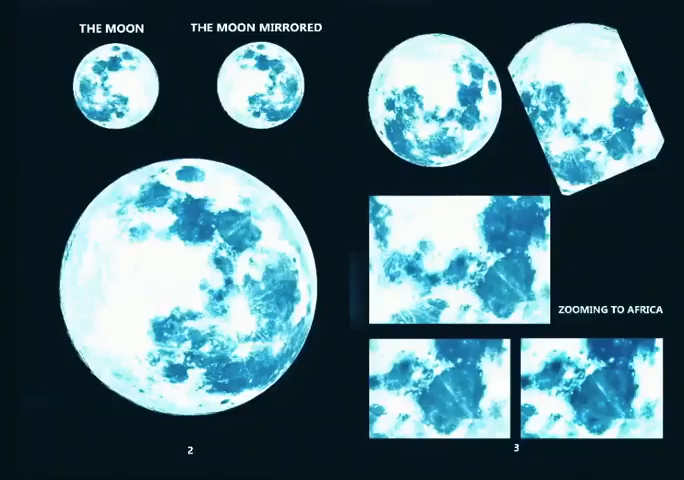 THE MOON
THE MOON MIRRORED
2
ZOOMING TO AFRICA
3